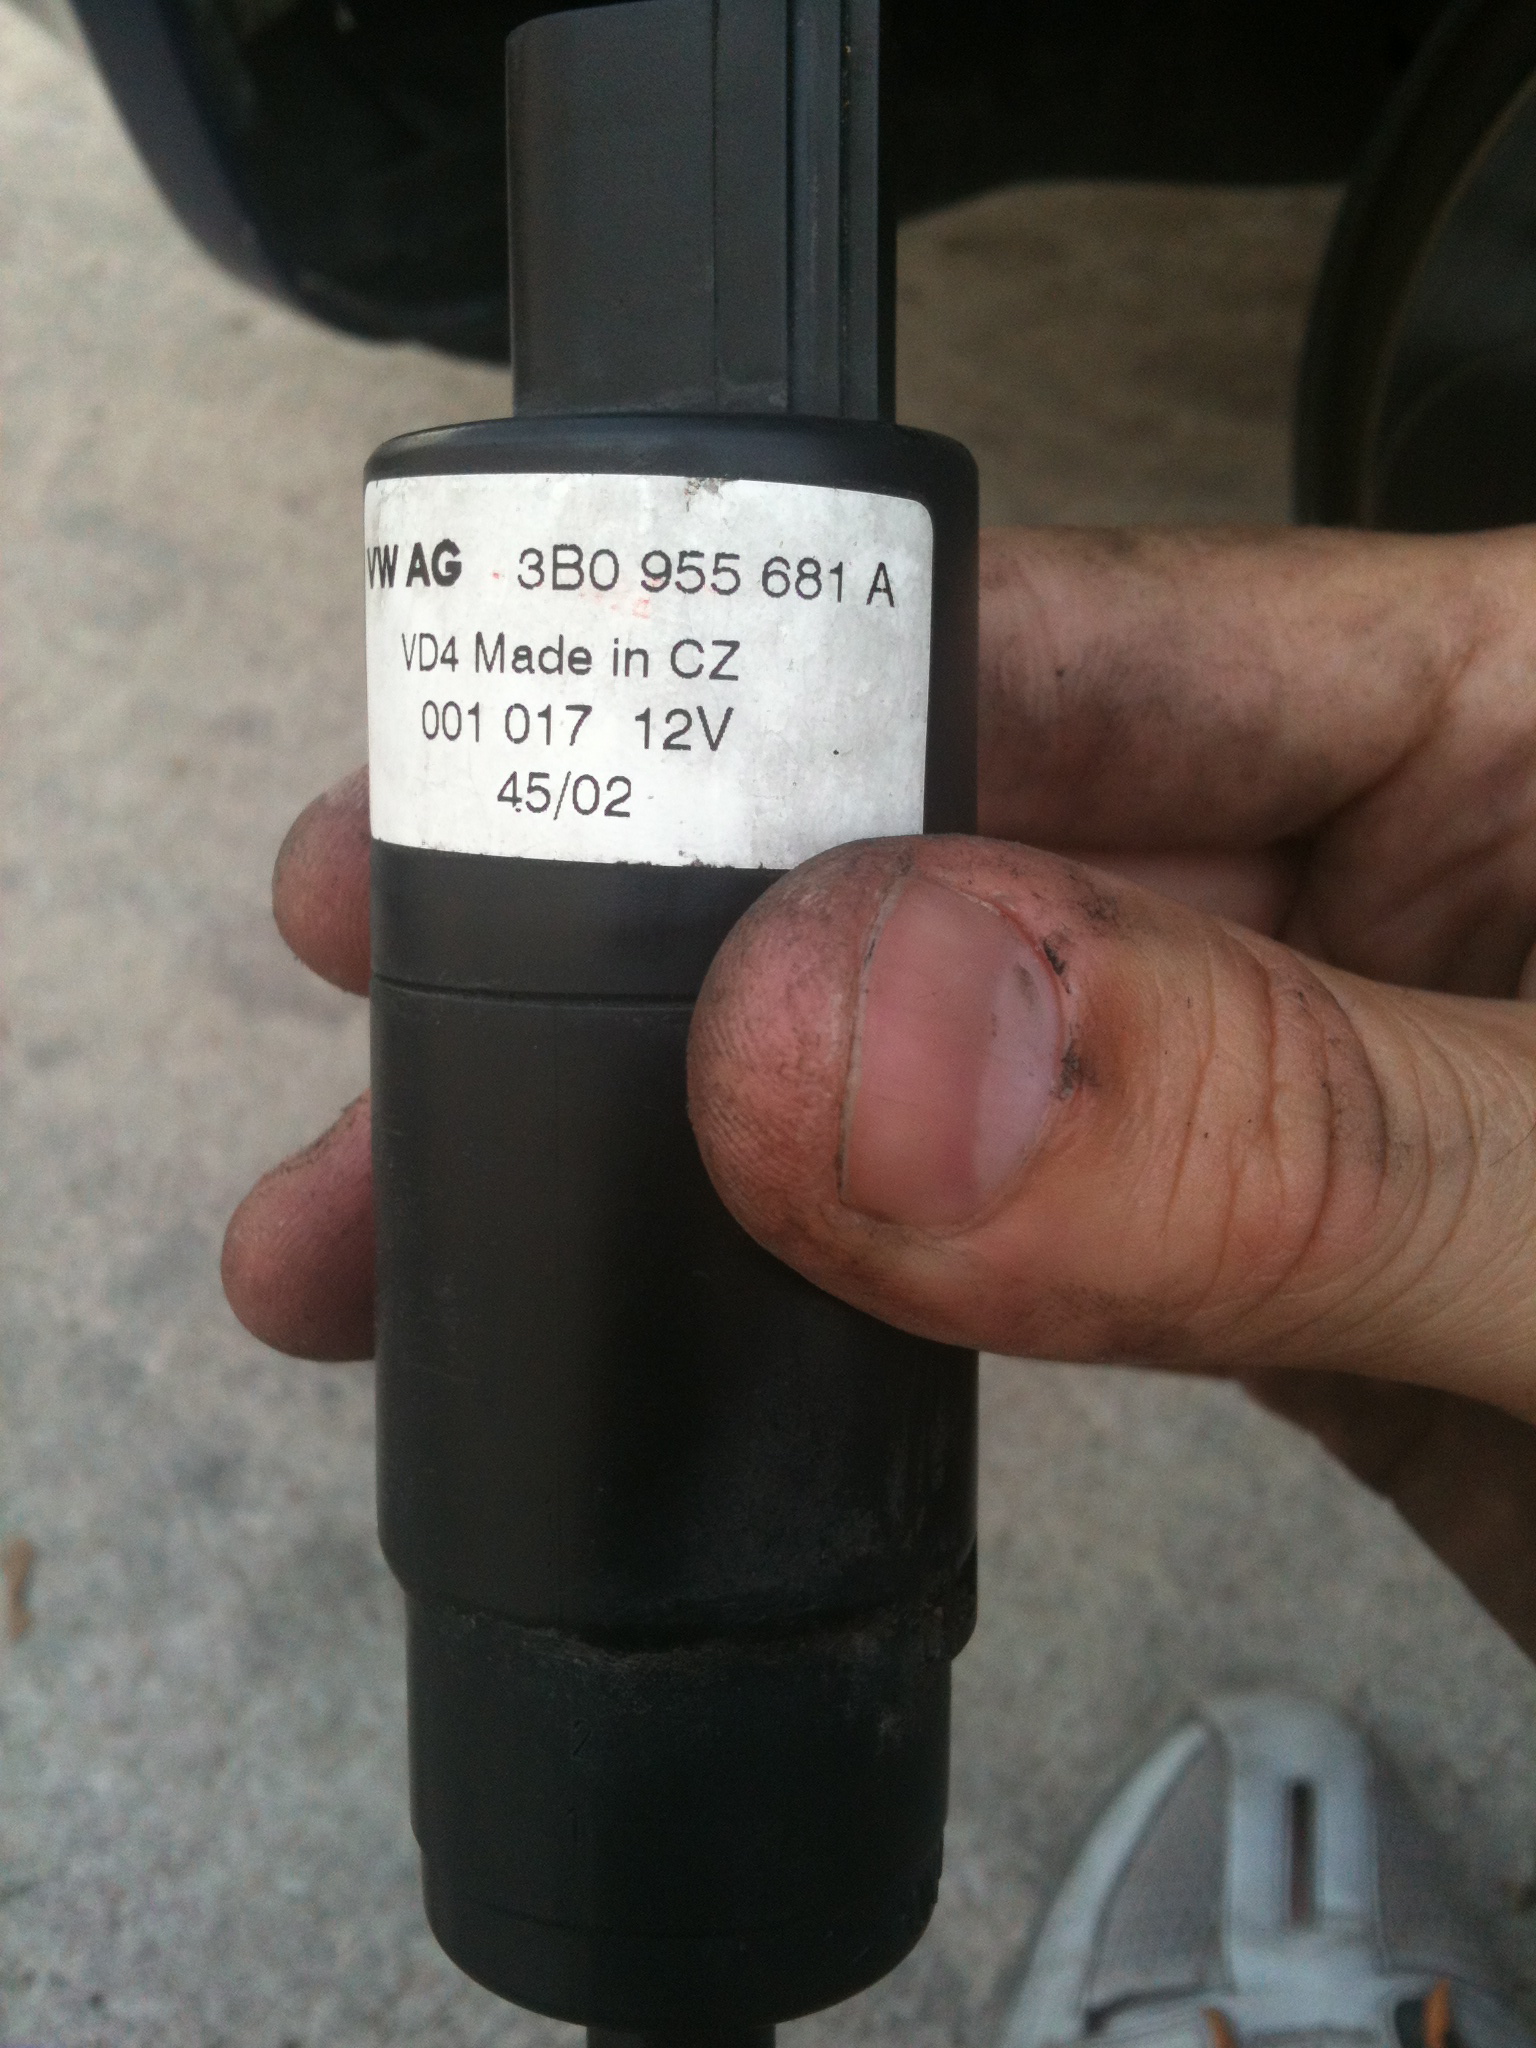 VW AG 3B0 955 681 A
VD4 Made in CZ
001 017 12V
45/02